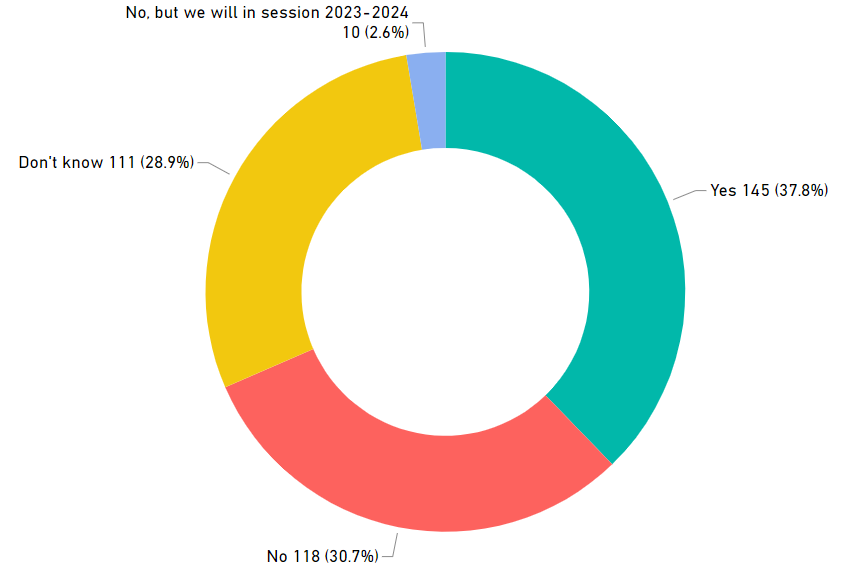 No, but we will in session 2023-2024
10 (2.6%)
Don't know 111 (28.9%)
Yes 145 (37.8%)
No 118 (30.7%)